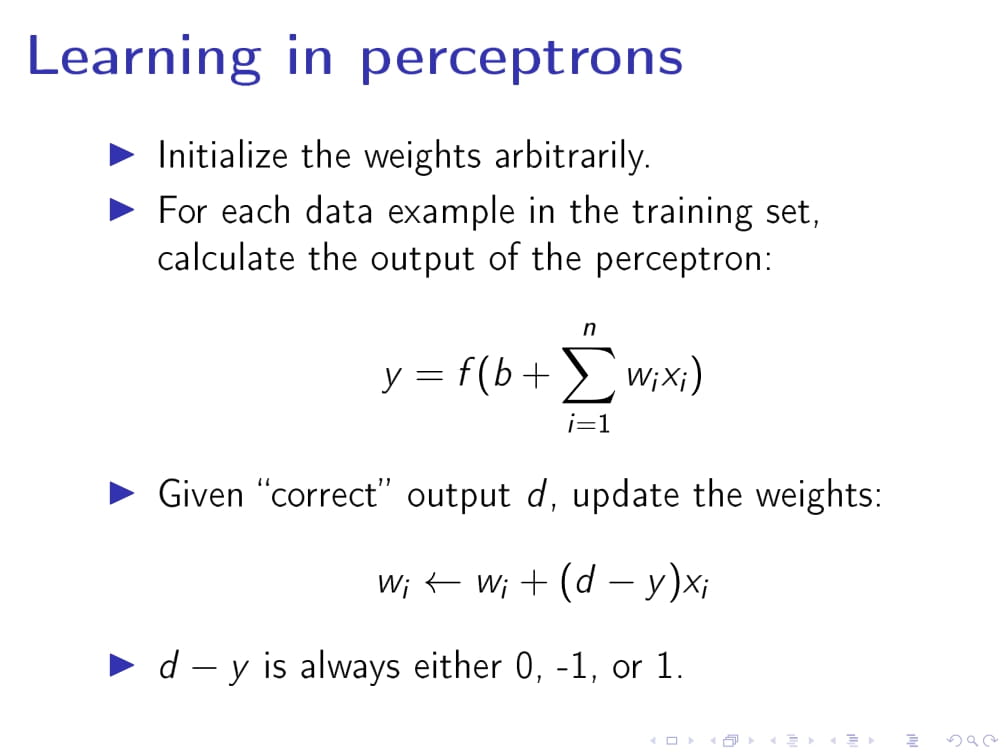 Learning in perceptrons
▶ Initialize the weights arbitrarily.
▶ For each data example in the training set,
calculate the output of the perceptron:
y = f(b + ∑_{i=1}^{n} w_i x_i)
▶ Given “correct” output d, update the weights:
w_i ← w_i + (d − y)x_i
▶ d − y is always either 0, -1, or 1.